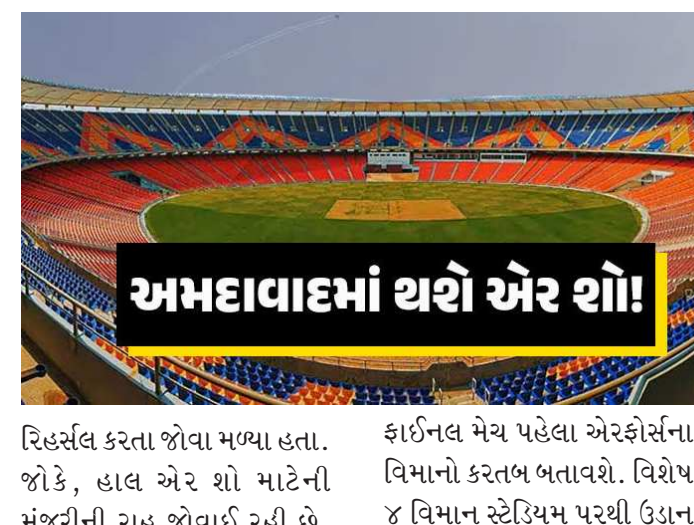 અમદાવાદમાં થશે એર શો!
રિહર્સલ કરતા જોવા મળ્યા હતા.
જોકે, હાલ એર શો માટેની
મંજૂરીની રાહ જોવાઈ રહી છે.
ફાઈનલ મેચ પહેલા એરફોર્સના
વિમાનો કરતબ બતાવશે. વિશેષ
૪ વિમાન સ્ટેડિયમ પરથી ઉડાન